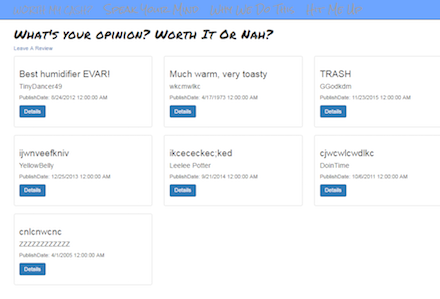 What's your opinion? Worth It Or Nah?
Leave A Review
Best humidifier EVAR!
TinyDancer49
PublishDate: 8/24/2012 12:00:00 AM
Details
Much warm, very toasty
wkcmwlkc
PublishDate: 4/17/1973 12:00:00 AM
Details
TRASH
GGodkdm
PublishDate: 11/23/2015 12:00:00 AM
Details
ijwnveefkniv
YellowBelly
PublishDate: 12/25/2013 12:00:00 AM
Details
ikcececkec;ked
Leelee Potter
PublishDate: 9/21/2014 12:00:00 AM
Details
cjwcwlcwdlkc
DoinTime
PublishDate: 10/6/2011 12:00:00 AM
Details
cnlcnwcnc
ZZZZZZZZZZZZ
PublishDate: 4/1/2005 12:00:00 AM
Details